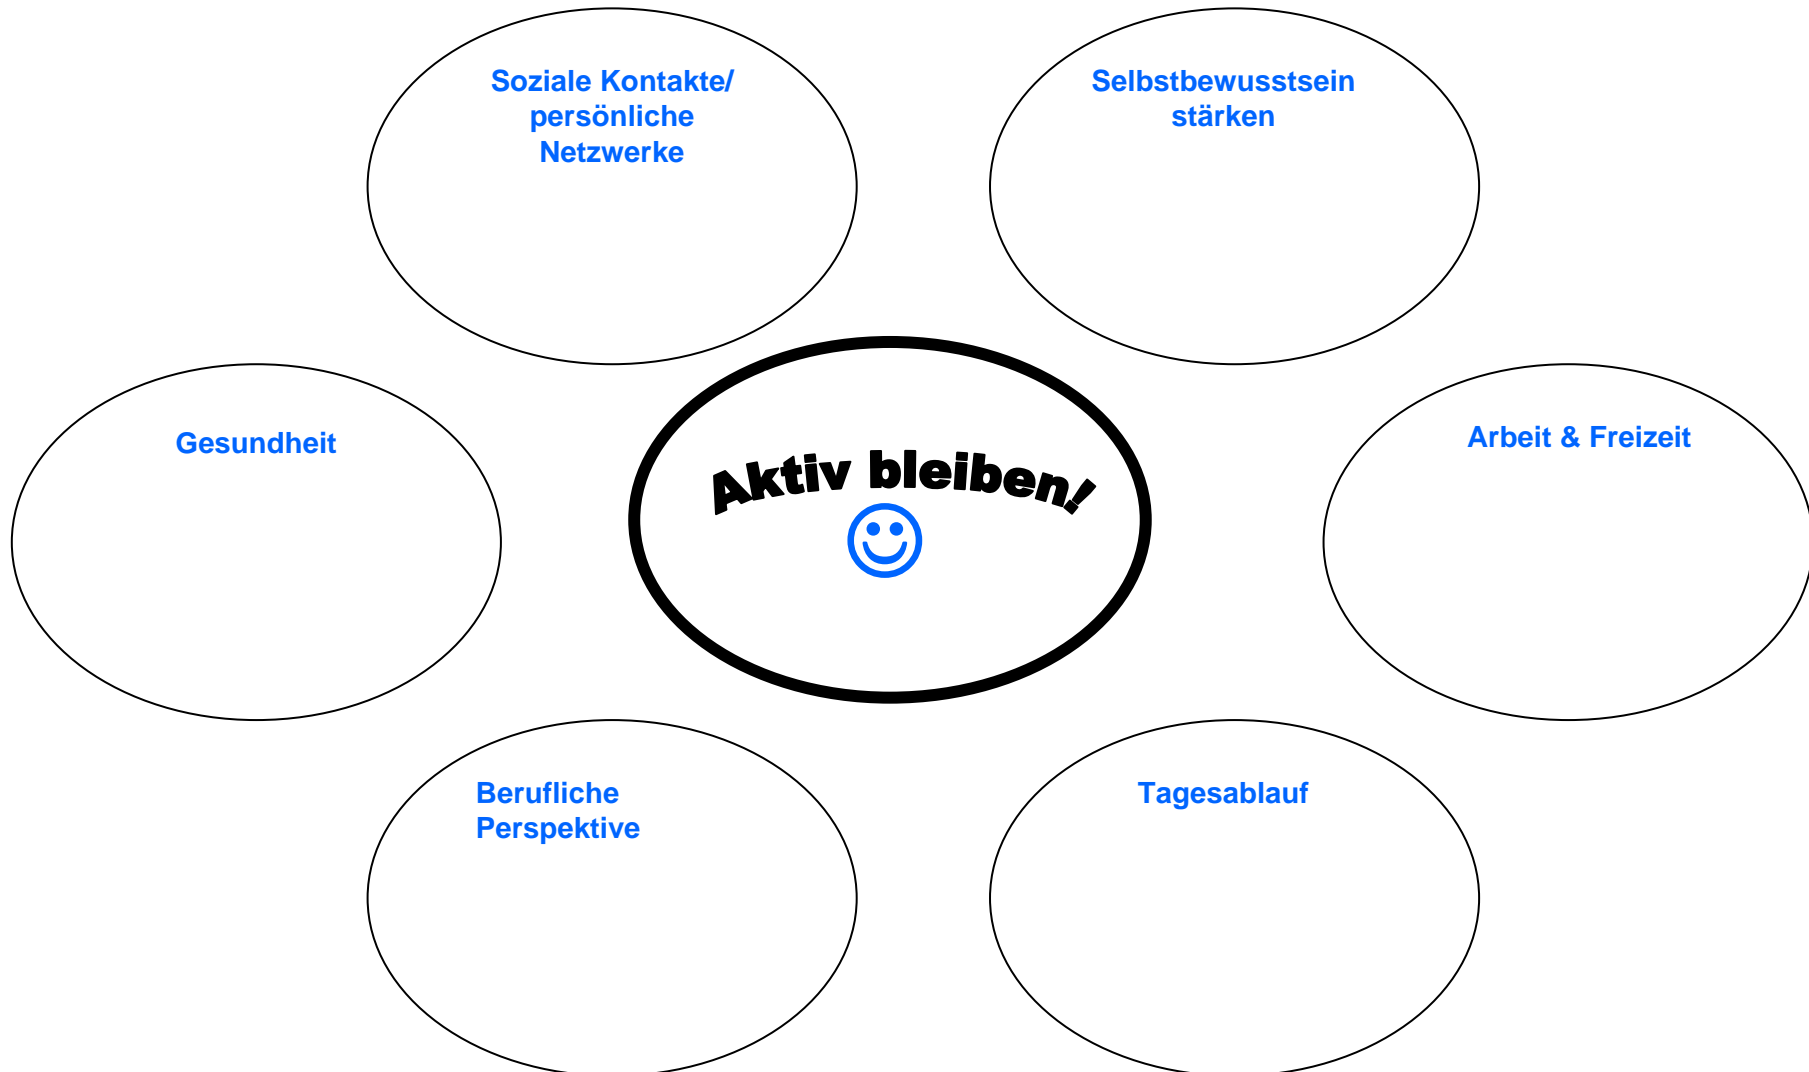 Soziale Kontakte/
persönliche
Netzwerke
Selbstbewusstsein
stärken
Gesundheit
Aktiv bleiben!
Arbeit & Freizeit
Berufliche
Perspektive
Tagesablauf